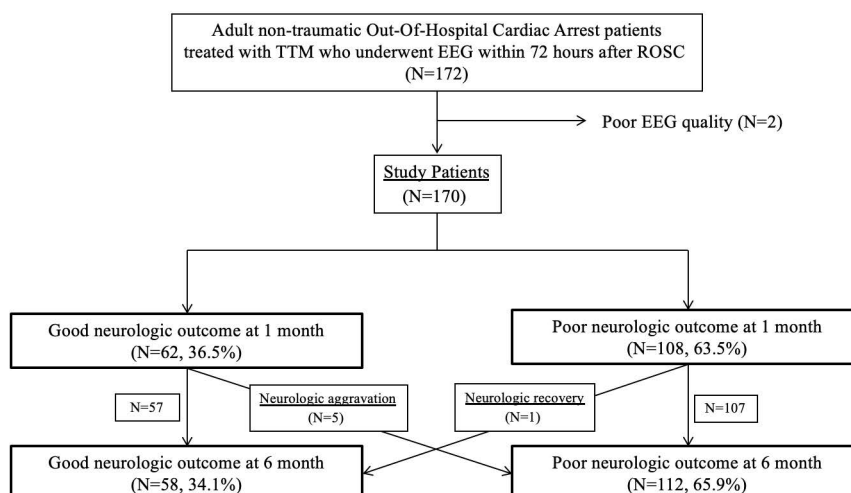 Adult non-traumatic Out-Of-Hospital Cardiac Arrest patients
treated with TTM who underwent EEG within 72 hours after ROSC
(N=172)
Poor EEG quality (N=2)
Study Patients
(N=170)
Good neurologic outcome at 1 month
(N=62, 36.5%)
Poor neurologic outcome at 1 month
(N=108, 63.5%)
N=57
Neurologic aggravation
(N=5)
Neurologic recovery
(N=1)
N=107
Good neurologic outcome at 6 month
(N=58, 34.1%)
Poor neurologic outcome at 6 month
(N=112, 65.9%)